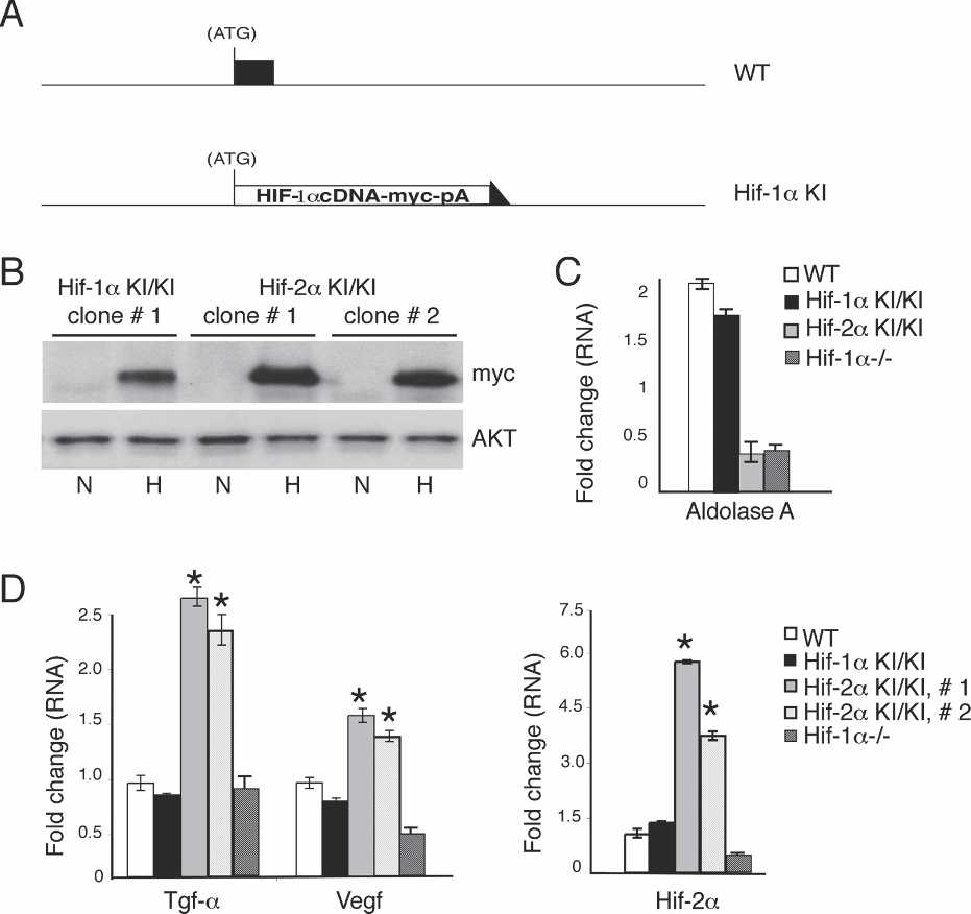 A
(ATG)
WT
(ATG)
HIF-1αcDNA-myc-pA
Hif-1α KI
B
Hif-1α KI/KI Hif-2α KI/KI
clone # 1 clone # 1 clone # 2
myc
AKT
N H N H N H
C
WT
Hif-1α KI/KI
Hif-2α KI/KI
Hif-1α-/-
Fold change (RNA)
2
1.5
1
0.5
0
Aldolase A
D
Fold change (RNA)
2.5
2.0
1.5
1.0
0.5
0
* *
* *
Tgf-α Vegf
Fold change (RNA)
7.5
6.0
4.5
3.0
1.5
0
*
*
Hif-2α
WT
Hif-1α KI/KI
Hif-2α KI/KI, # 1
Hif-2α KI/KI, # 2
Hif-1α-/-